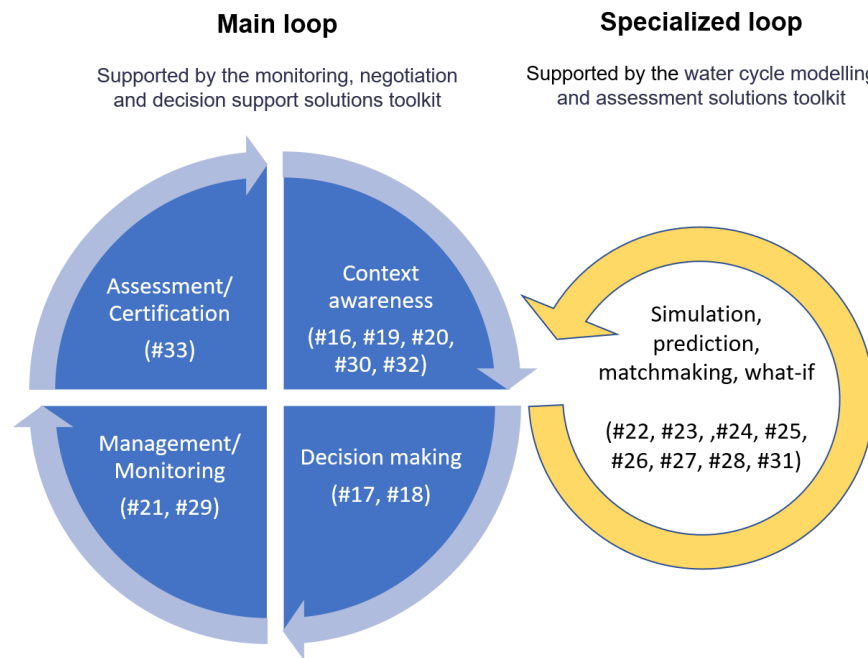 Main loop
Supported by the monitoring, negotiation
and decision support solutions toolkit
Specialized loop
Supported by the water cycle modelling
and assessment solutions toolkit
Assessment/
Certification
(#33)
Context
awareness
(#16, #19, #20,
#30, #32)
Management/
Monitoring
(#21, #29)
Decision making
(#17, #18)
Simulation,
prediction,
matchmaking, what-if
(#22, #23, ,#24, #25,
#26, #27, #28, #31)